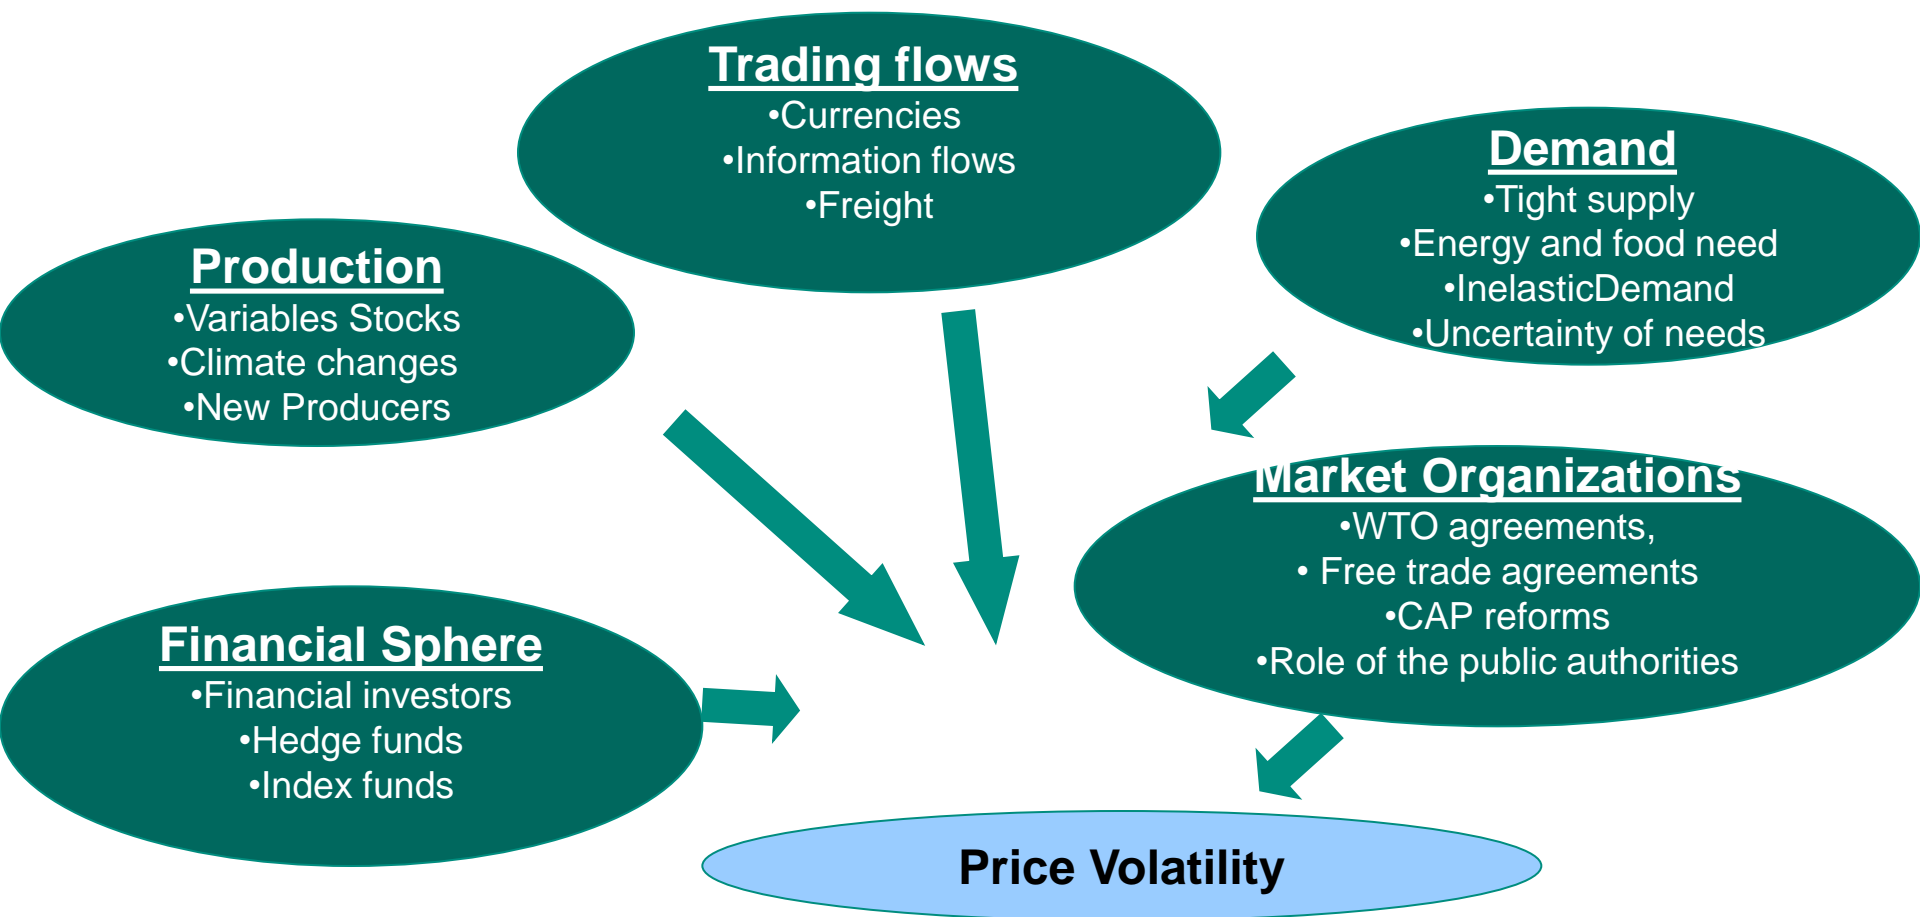 Trading flows
•Currencies
•Information flows
•Freight
Demand
•Tight supply
•Energy and food need
•InelasticDemand
•Uncertainty of needs
Production
•Variables Stocks
•Climate changes
•New Producers
Market Organizations
•WTO agreements,
• Free trade agreements
•CAP reforms
•Role of the public authorities
Financial Sphere
•Financial investors
•Hedge funds
•Index funds
Price Volatility